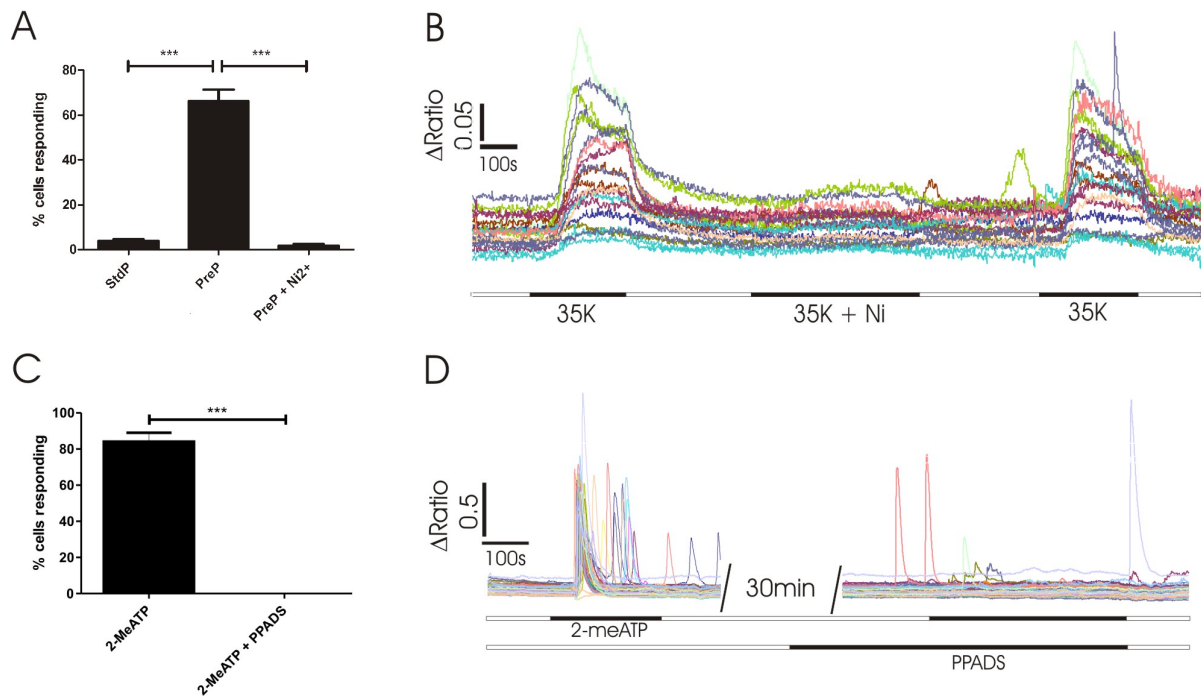 A
***
***
80
60
40
20
0
% cells responding
StdP
PreP
PreP + Ni2+
B
ΔRatio
0.05
100s
35K
35K + Ni
35K
C
***
100
80
60
40
20
0
% cells responding
2-MeATP
2-MeATP + PPADS
D
ΔRatio
0.5
100s
30min
2-meATP
PPADS